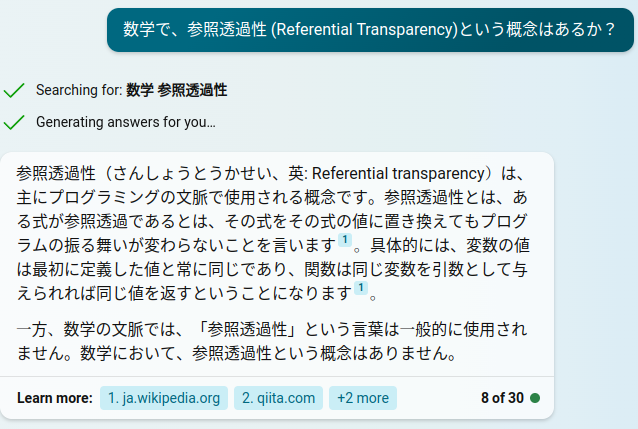 数学で、参照透過性 (Referential Transparency)という概念はあるか？
Searching for: 数学 参照透過性
Generating answers for you…
参照透過性（さんしょうとうかせい、英: Referential transparency）は、
主にプログラミングの文脈で使用される概念です。参照透過性とは、あ
る式が参照透過であるとは、その式をその式の値に置き換えてもプログ
ラムの振る舞いが変わらないことを言います 1 。具体的には、変数の値
は最初に定義した値と常に同じであり、関数は同じ変数を引数として与
えられれば同じ値を返すということになります 1 。
一方、数学の文脈では、「参照透過性」という言葉は一般的に使用され
ません。数学において、参照透過性という概念はありません。
Learn more: 1. ja.wikipedia.org 2. qiita.com +2 more 8 of 30